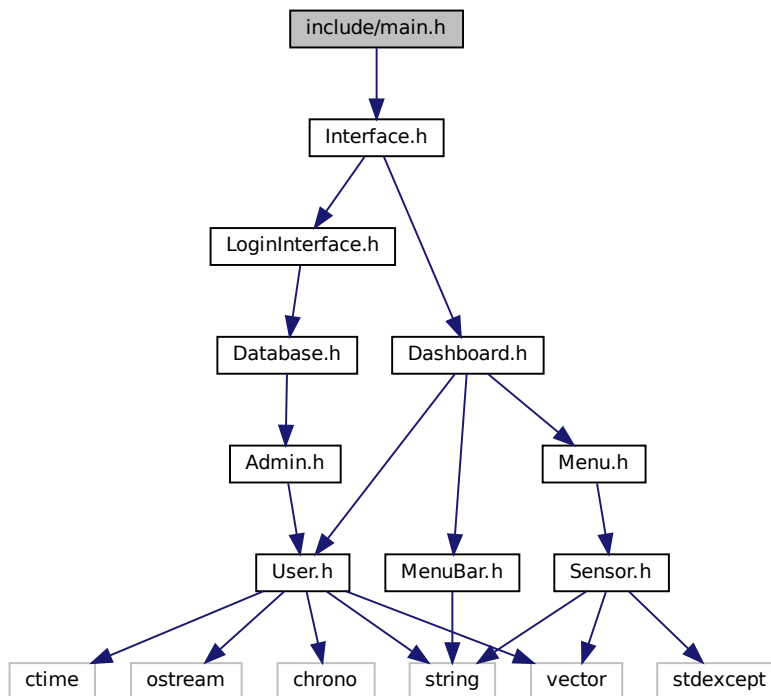 include/main.h
Interface.h
LoginInterface.h
Database.h
Dashboard.h
Admin.h
Menu.h
User.h
MenuBar.h
Sensor.h
ctime
ostream
chrono
string
vector
stdexcept